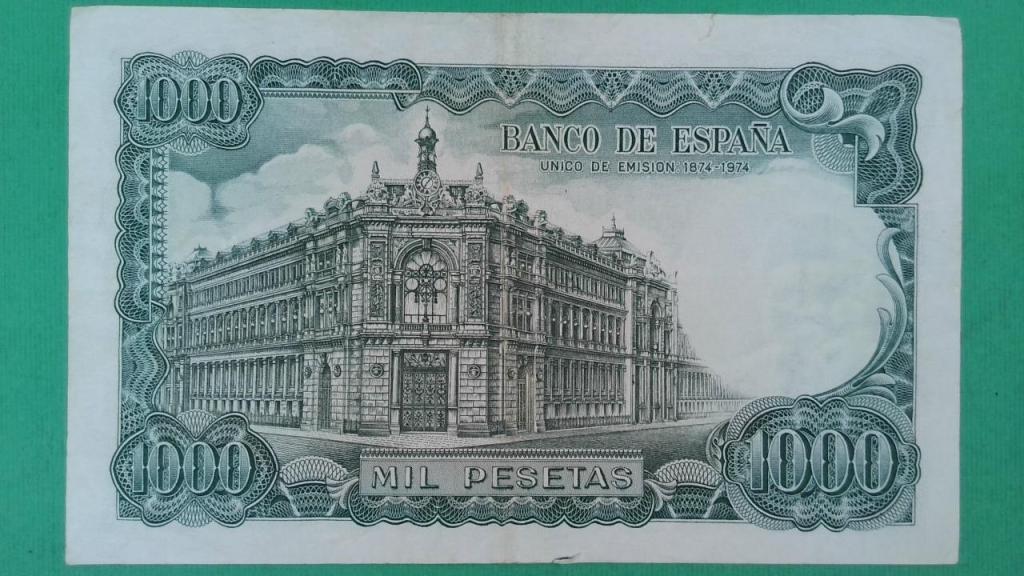 1000
BANCO DE ESPAÑA
UNICO DE EMISION: 1874-1974
1000
MIL PESETAS
1000